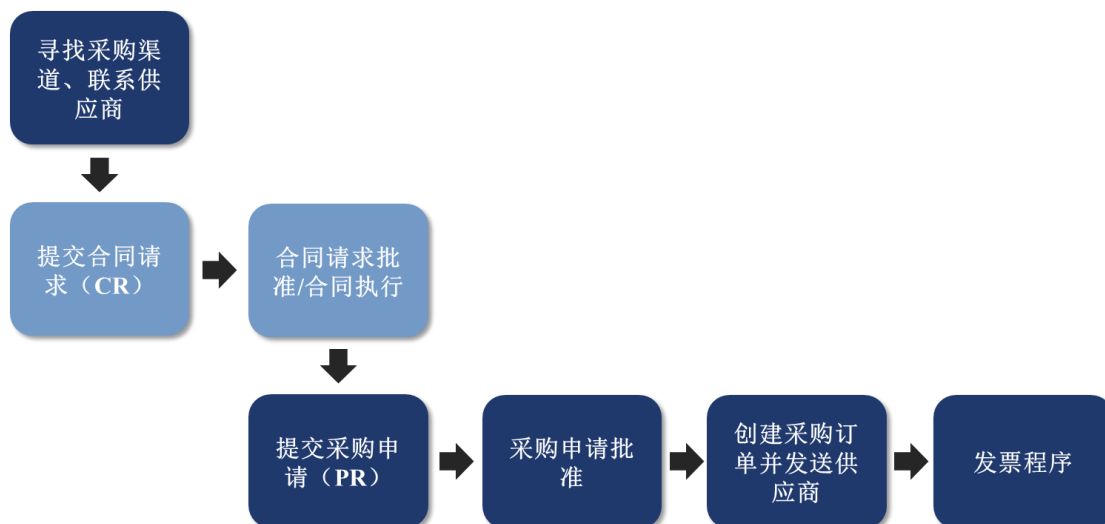 寻找采购渠
道、联系供
应商
提交合同请
求（CR）
合同请求批
准/合同执行
提交采购申
请（PR）
采购申请批
准
创建采购订
单并发送供
应商
发票程序